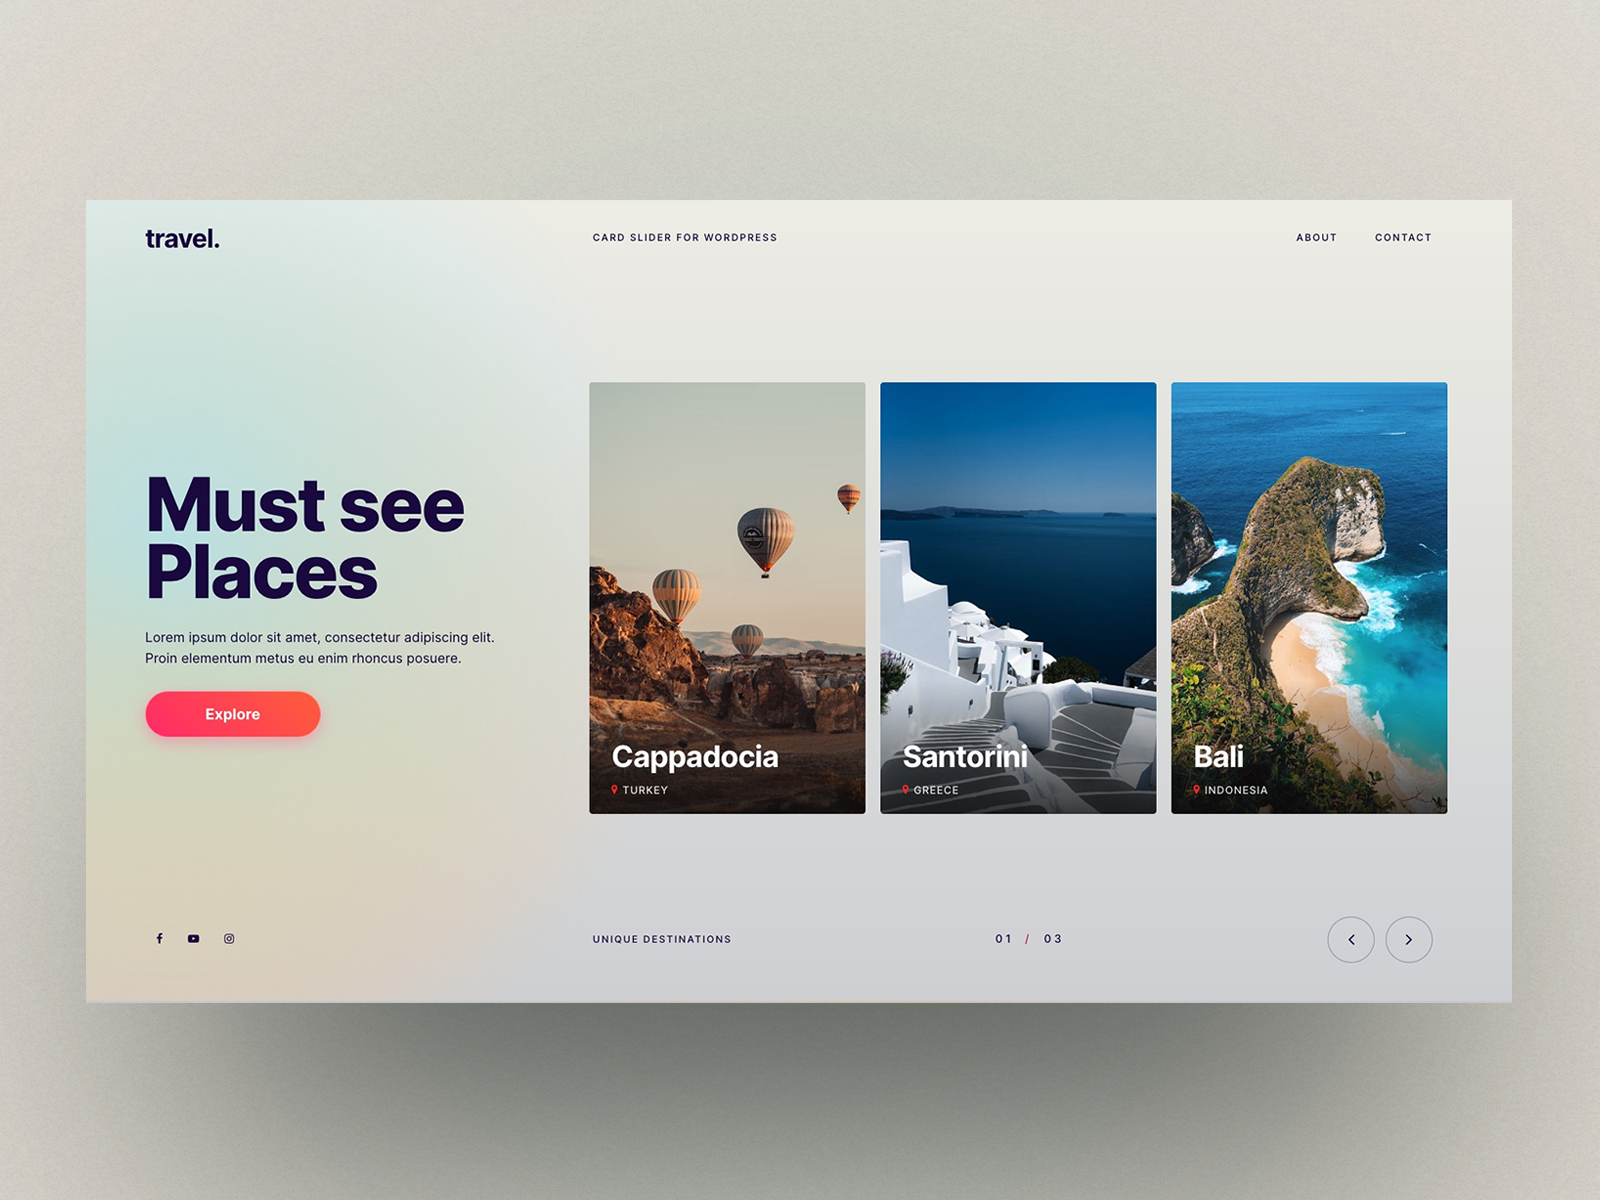 travel.
CARD SLIDER FOR WORDPRESS
ABOUT
CONTACT
Must see
Places
Lorem ipsum dolor sit amet, consectetur adipiscing elit.
Proin elementum metus eu enim rhoncus posuere.
Explore
Cappadocia
TURKEY
Santorini
GREECE
Bali
INDONESIA
UNIQUE DESTINATIONS
01 / 03